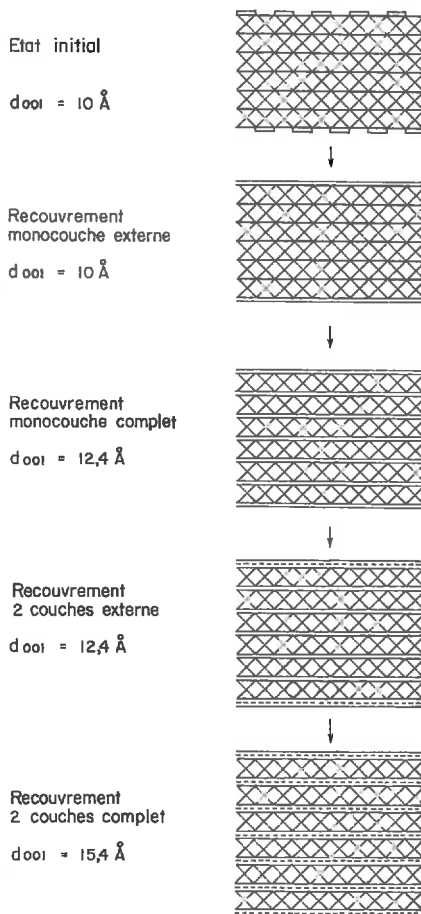 Etat initial
d001 = 10 Å
Recouvrement
monocouche externe
d001 = 10 Å
Recouvrement
monocouche complet
d001 = 12,4 Å
Recouvrement
2 couches externe
d001 = 12,4 Å
Recouvrement
2 couches complet
d001 = 15,4 Å